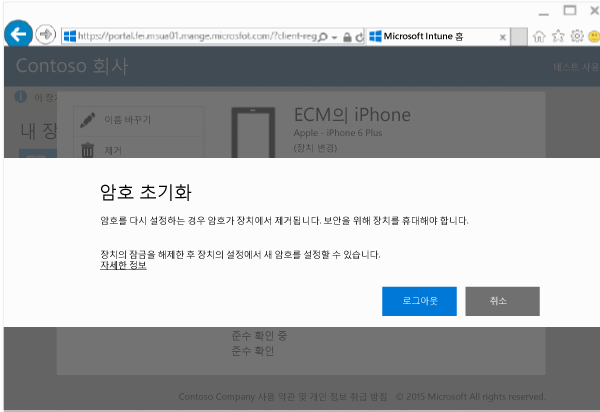 https://portal.fe.msua01.mange.microsfot.com/?client-reg
Microsoft Intune 홈
Contoso 회사
테스트 사용
이 장치
내 장
이름 바꾸기
제거
ECM의 iPhone
Apple - iPhone 6 Plus
(장치 변경)
암호 초기화
암호를 다시 설정하는 경우 암호가 장치에서 제거됩니다. 보안을 위해 장치를 휴대해야 합니다.
장치의 잠금을 해제한 후 장치의 설정에서 새 암호를 설정할 수 있습니다.
자세한 정보
로그아웃
취소
준수 확인 중
준수 확인
Contoso Company 사용 약관 및 개인 정보 취급 방침 © 2015 Microsoft All rights reserved.